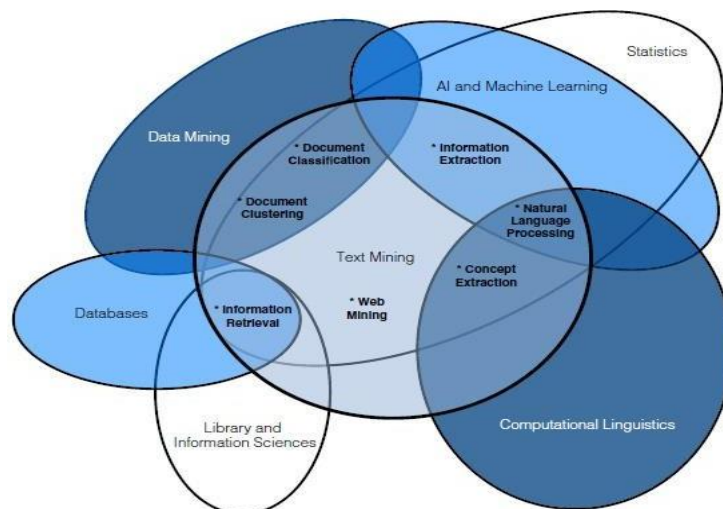 Statistics
AI and Machine Learning
Data Mining
* Document
Classification
* Information
Extraction
* Document
Clustering
* Natural
Language
Processing
Text Mining
* Concept
Extraction
* Web
Mining
Databases
* Information
Retrieval
Library and
Information Sciences
Computational Linguistics